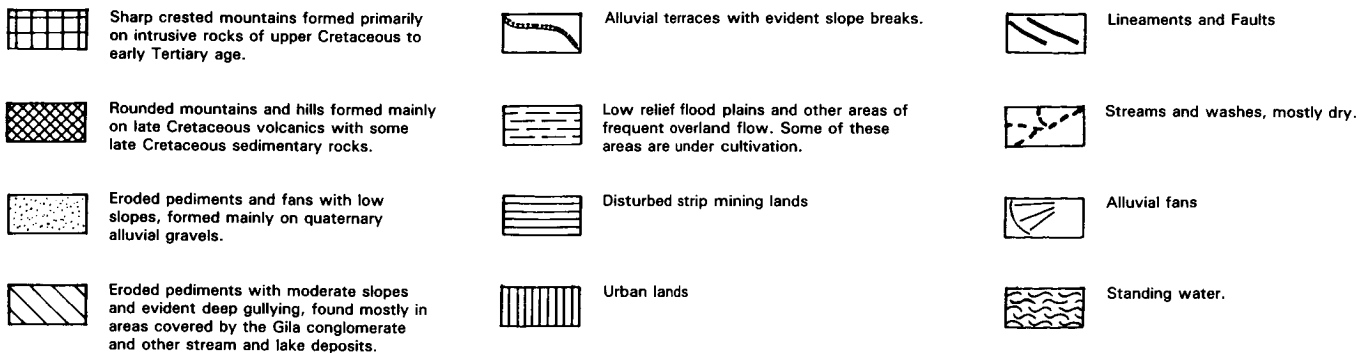 Sharp crested mountains formed primarily
on intrusive rocks of upper Cretaceous to
early Tertiary age.
Rounded mountains and hills formed mainly
on late Cretaceous volcanics with some
late Cretaceous sedimentary rocks.
Eroded pediments and fans with low
slopes, formed mainly on quaternary
alluvial gravels.
Eroded pediments with moderate slopes
and evident deep gullying, found mostly in
areas covered by the Gila conglomerate
and other stream and lake deposits.
Alluvial terraces with evident slope breaks.
Low relief flood plains and other areas of
frequent overland flow. Some of these
areas are under cultivation.
Disturbed strip mining lands
Urban lands
Lineaments and Faults
Streams and washes, mostly dry.
Alluvial fans
Standing water.